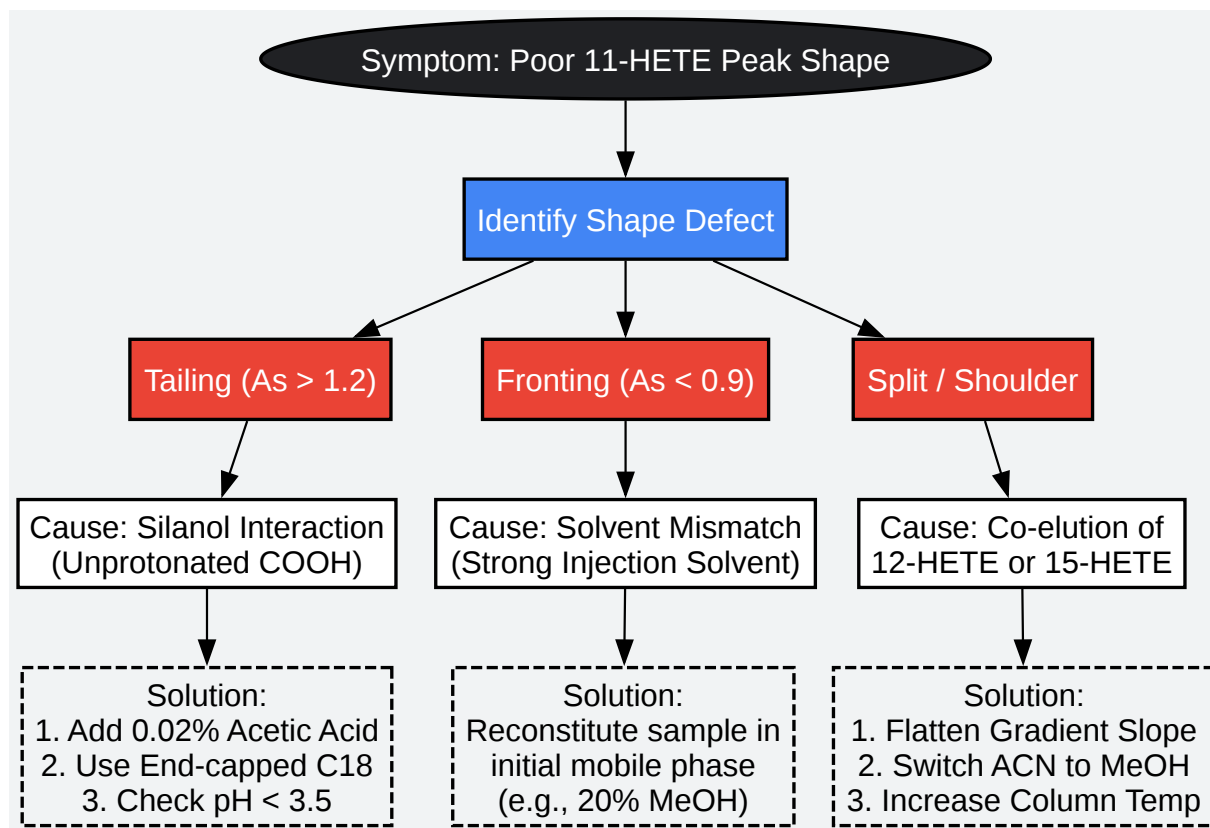 Symptom: Poor 11-HETE Peak Shape
Identify Shape Defect
Tailing (As > 1.2)
Fronting (As < 0.9)
Split / Shoulder
Cause: Silanol Interaction
(Unprotonated COOH)
Cause: Solvent Mismatch
(Strong Injection Solvent)
Cause: Co-elution of
12-HETE or 15-HETE
Solution:
1. Add 0.02% Acetic Acid
2. Use End-capped C18
3. Check pH < 3.5
Solution:
Reconstitute sample in
initial mobile phase
(e.g., 20% MeOH)
Solution:
1. Flatten Gradient Slope
2. Switch ACN to MeOH
3. Increase Column Temp